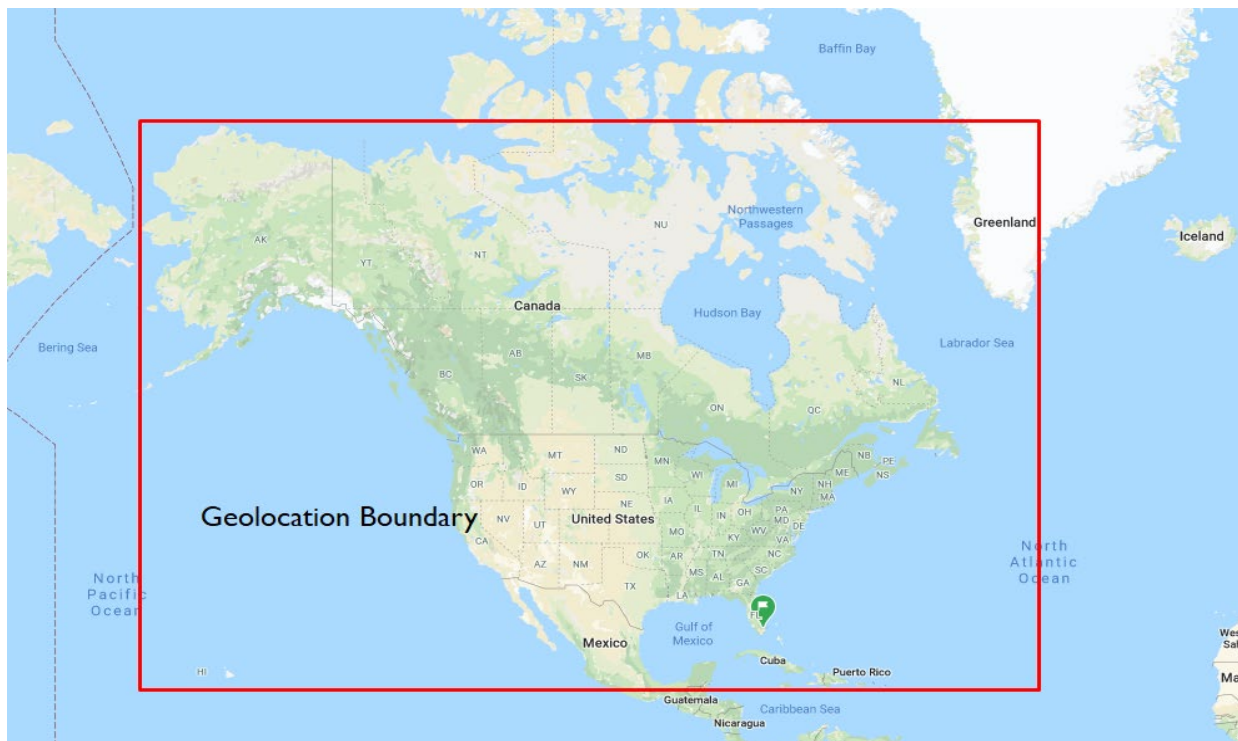 Baffin Bay
Northwestern
Passages
NU
Greenland
Iceland
AK
NT
YT
Canada
Hudson Bay
Bering Sea
Labrador Sea
AB
MB
BC
SK
NL
ON
QC
WA
MT
ND
MN
NB
PE
ME
NS
OR
ID
SD
WI
MI
NH
NY
MA
WY
NE
IA
Geolocation Boundary
NV
UT
United States
IL
IN
OH
PA
MD
DE
CA
MO
KY
WV
VA
AZ
NM
OK
AR
TN
NC
TX
MS
AL
GA
SC
LA
North
Pacific
Ocean
North
Atlantic
Ocean
FL
Gulf of
Mexico
Mexico
Cuba
Puerto Rico
HI
Wes
Sal
Ma
Guatemala
Caribbean Sea
Nicaragua